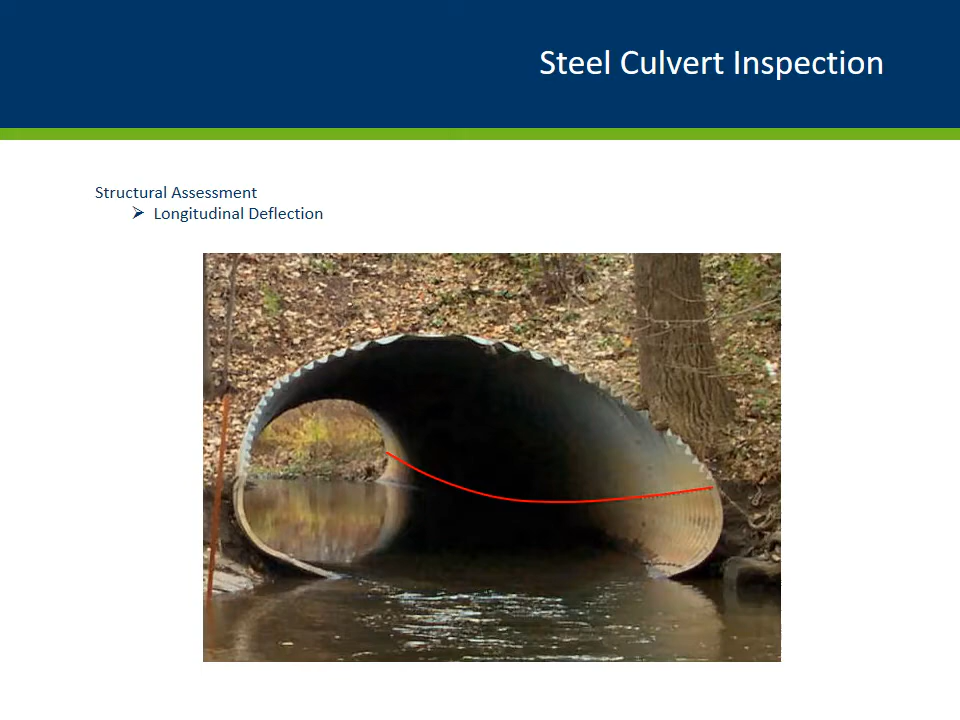 Steel Culvert Inspection
Structural Assessment
➢ Longitudinal Deflection